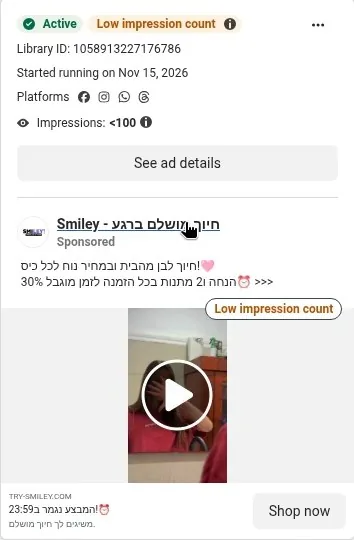 Active
Low impression count
Library ID: 1058913227176786
Started running on Nov 15, 2026
Platforms
Impressions: <100
See ad details
Smiley - חיוך מושלם ברגע
Sponsored
חיוך לבן מהבית ובמחיר נוח לכל כיס!🩷
30% הנחה ו2 מתנות בכל הזמנה לזמן מוגבל⏰ >>>
Low impression count
TRY-SMILEY.COM
המבצע נגמר ב23:59!⏰
משיגים לך חיוך מושלם.
Shop now